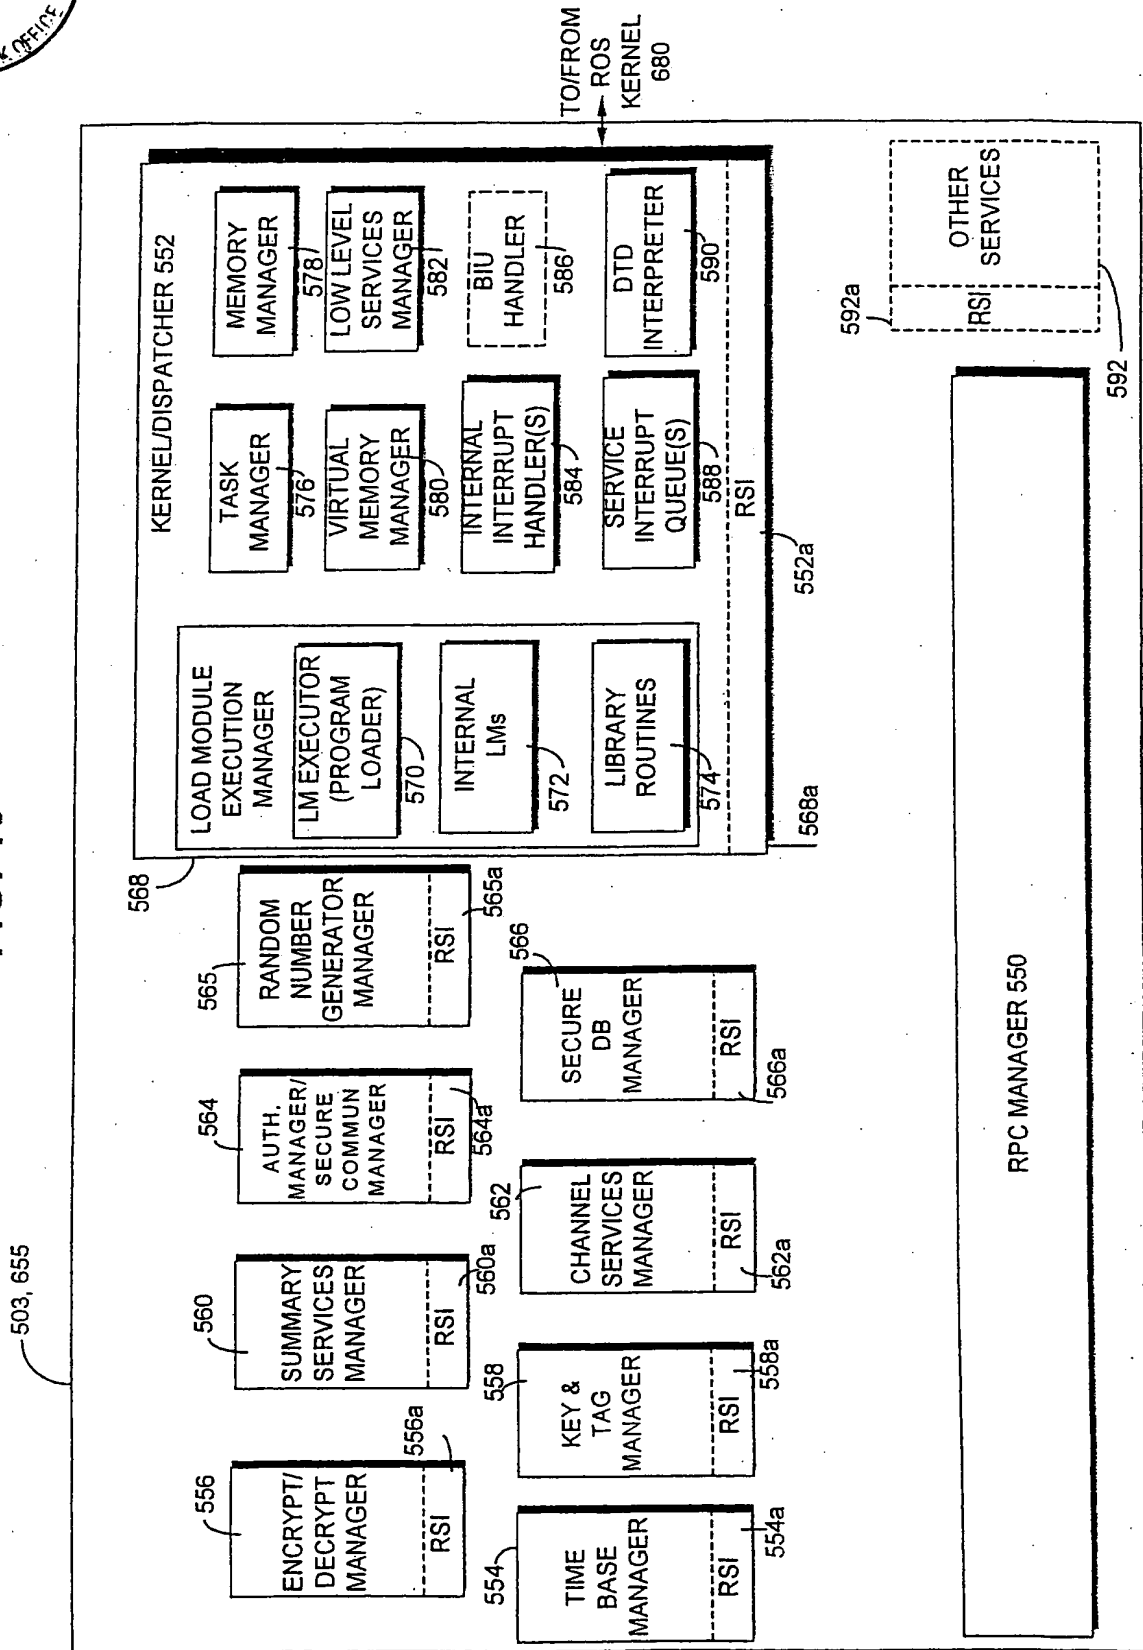 K OFFICE
503, 655
KERNEL/DISPATCHER 552
568
LOAD MODULE
EXECUTION
MANAGER
LM EXECUTOR
(PROGRAM
LOADER)
570
INTERNAL
LMs
572
LIBRARY
ROUTINES
574
568a
TASK
MANAGER
576
MEMORY
MANAGER
578
VIRTUAL
MEMORY
MANAGER
580
LOW LEVEL
SERVICES
MANAGER
582
INTERNAL
INTERRUPT
HANDLER(S)
584
BIU
HANDLER
586
SERVICE
INTERRUPT
QUEUE(S)
588
DTD
INTERPRETER
590
RSI
552a
TO/FROM
ROS
KERNEL
680
556
ENCRYPT/
DECRYPT
MANAGER
RSI
556a
560
SUMMARY
SERVICES
MANAGER
RSI
560a
564
AUTH.
MANAGER/
SECURE
COMMUN
MANAGER
RSI
564a
565
RANDOM
NUMBER
GENERATOR
MANAGER
RSI
565a
554
TIME
BASE
MANAGER
RSI
554a
558
KEY &
TAG
MANAGER
RSI
558a
562
CHANNEL
SERVICES
MANAGER
RSI
562a
566
SECURE
DB
MANAGER
RSI
566a
592a
RSI
OTHER
SERVICES
592
RPC MANAGER 550